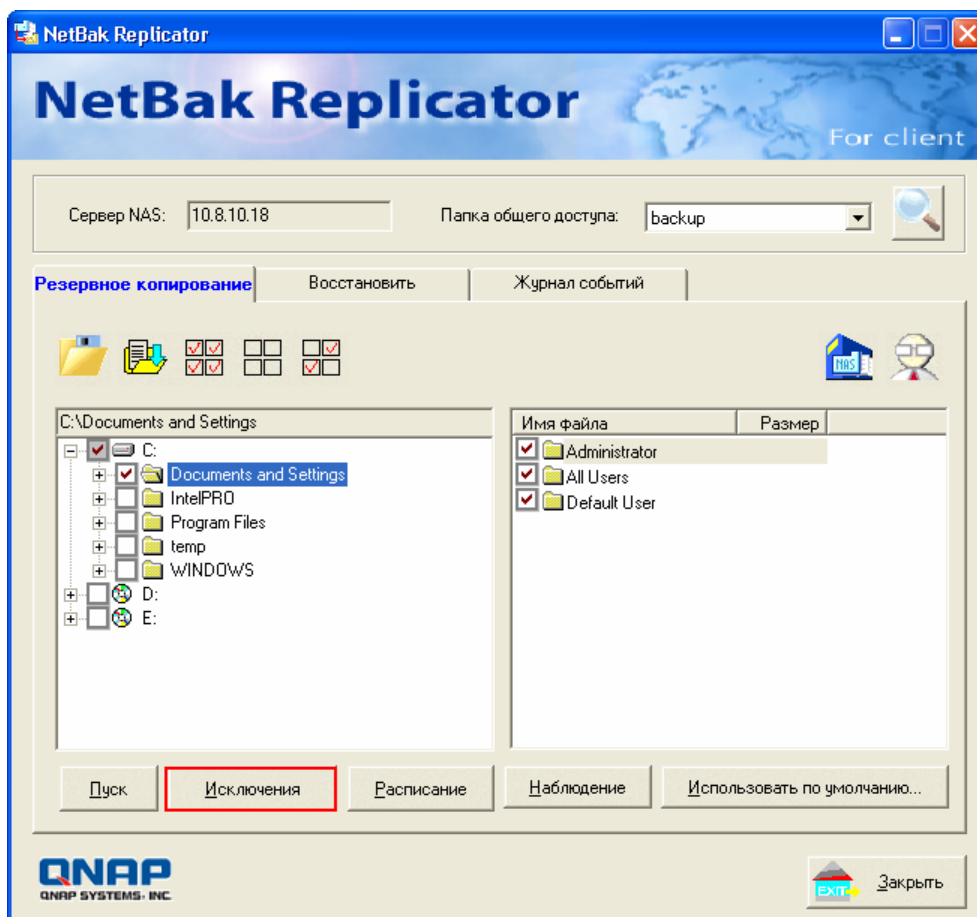 NetBak Replicator
NetBak Replicator
For client
Сервер NAS: 10.8.10.18 Папка общего доступа: backup
Резервное копирование Восстановить Журнал событий
NAS
C:\Documents and Settings
C:
Documents and Settings
IntelPRO
Program Files
temp
WINDOWS
D:
E:
Имя файла Размер
Administrator
All Users
Default User
Пуск Исключения Расписание Наблюдение Использовать по умолчанию...
QNAP
QNAP SYSTEMS, INC
EXIT Закрыть